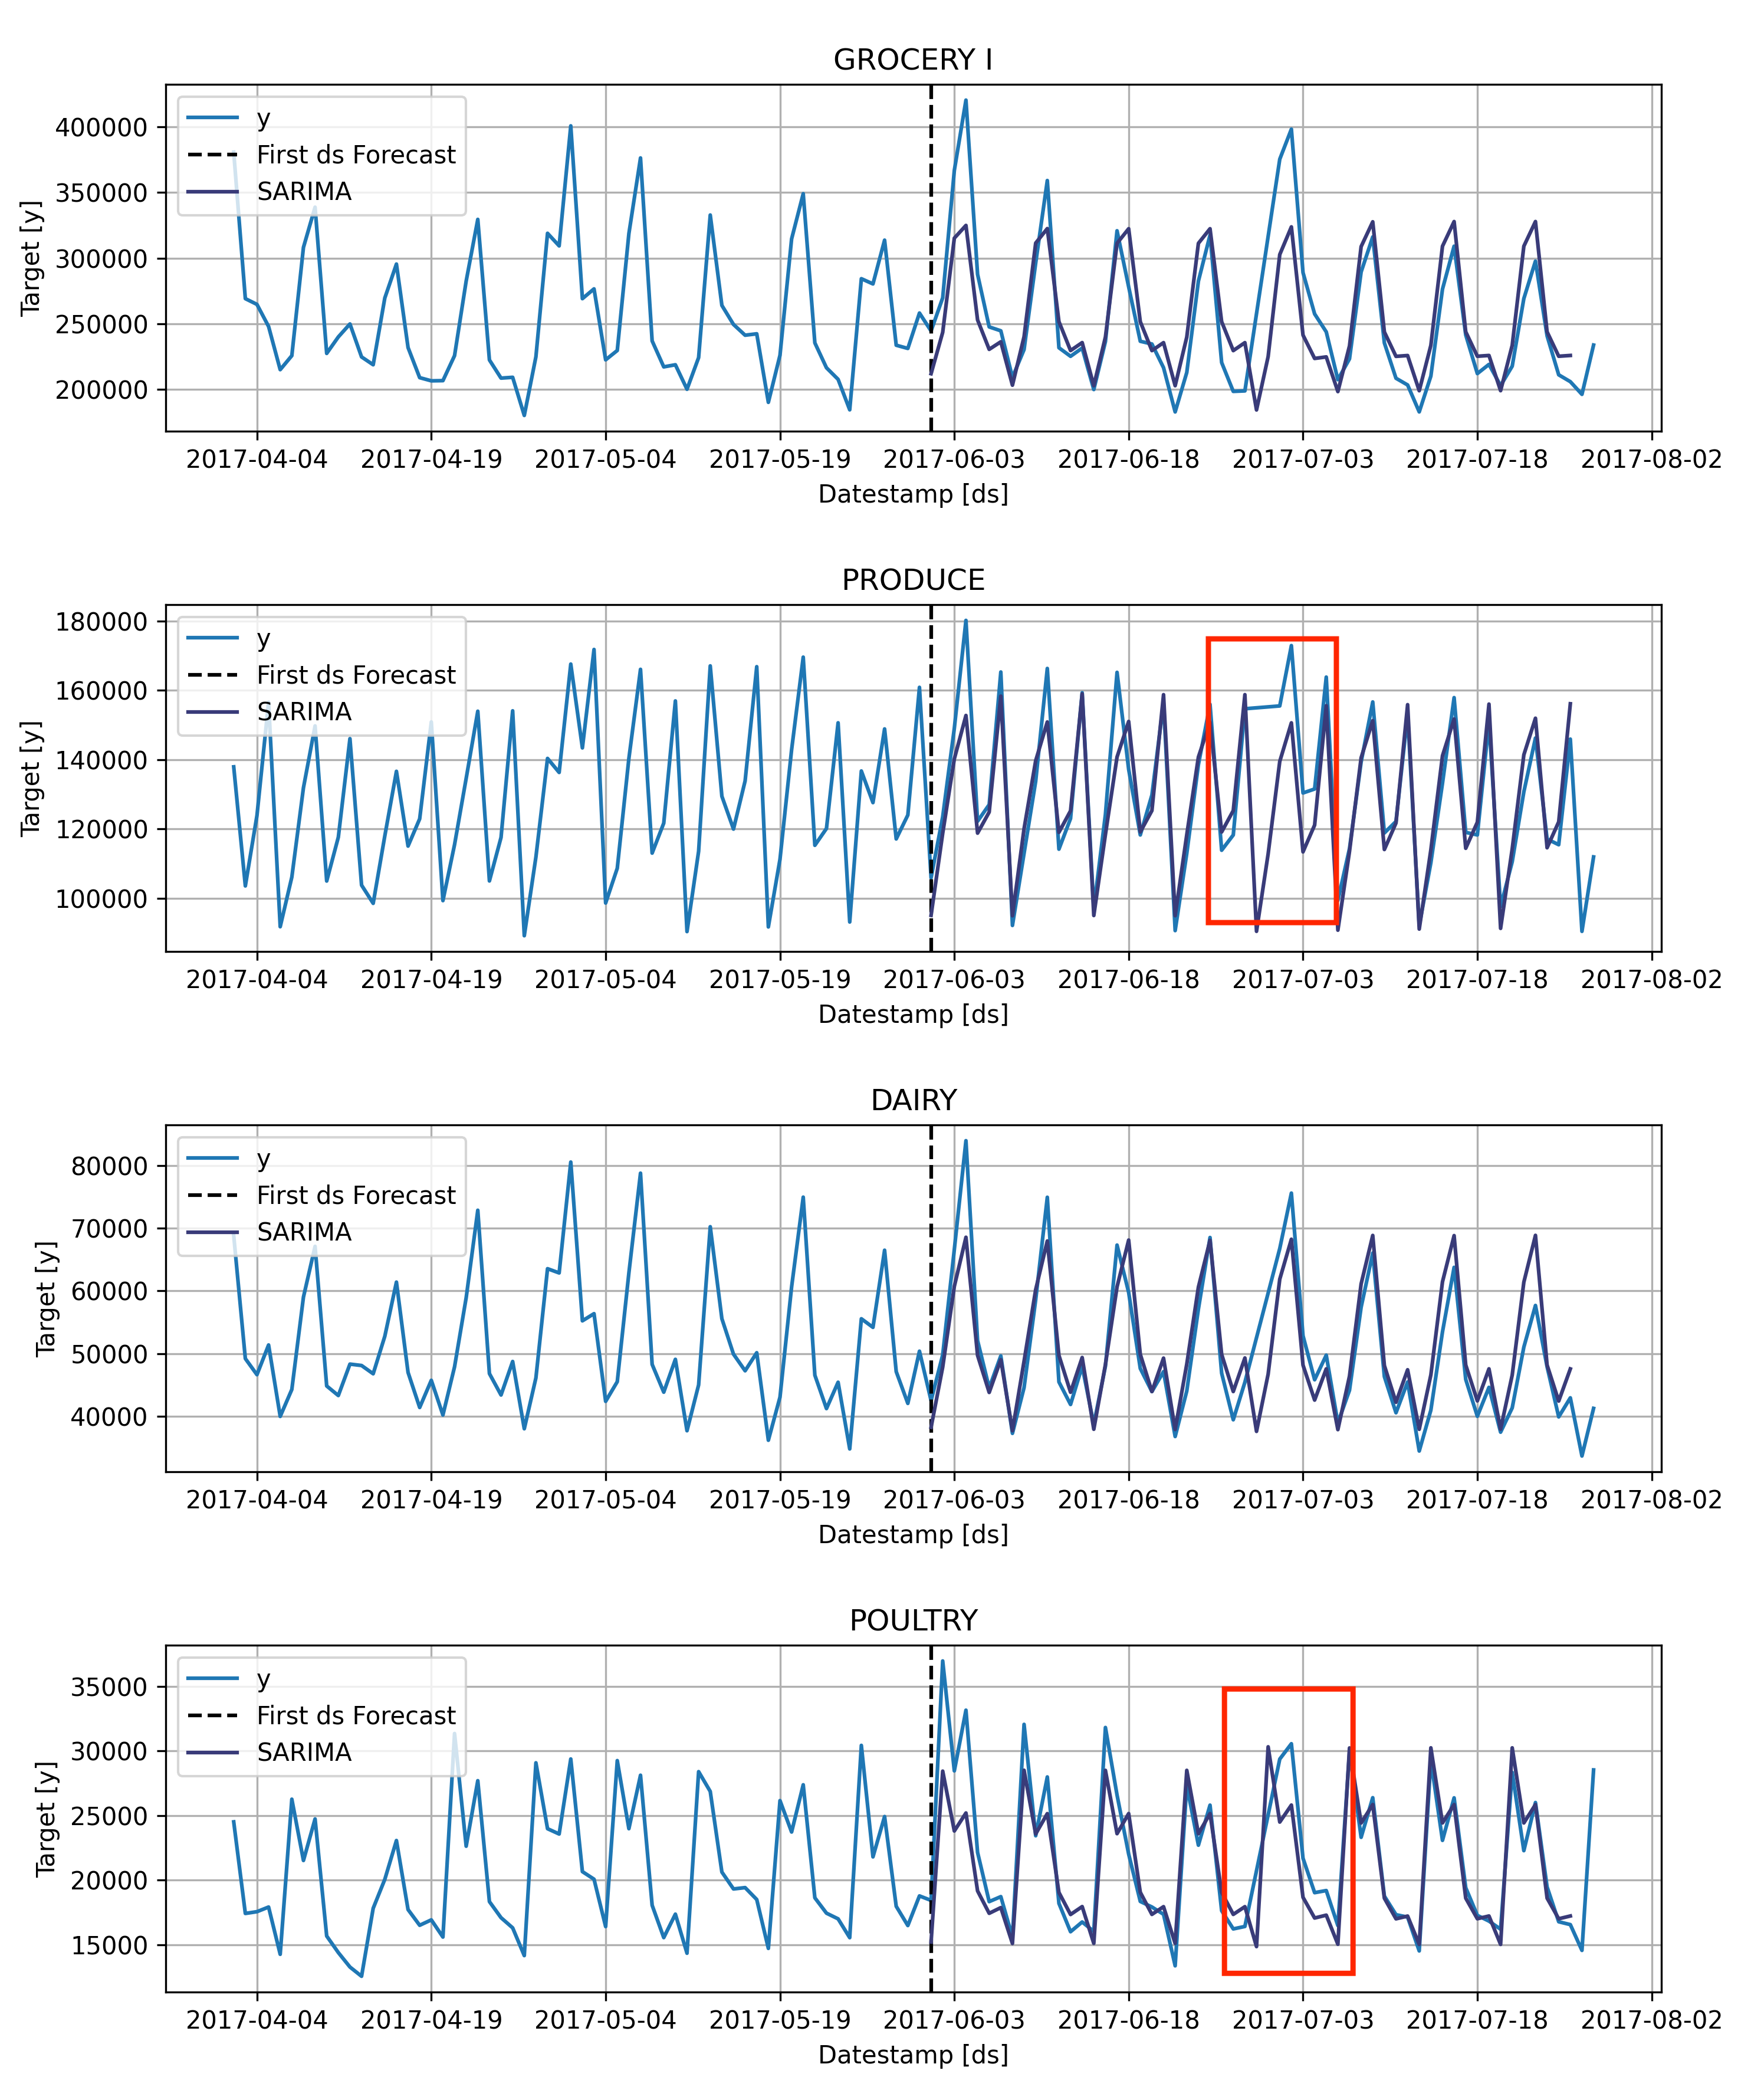 GROCERY I
y
First ds Forecast
SARIMA
400000
350000
300000
250000
200000
Target [y]
2017-04-04 2017-04-19 2017-05-04 2017-05-19 2017-06-03 2017-06-18 2017-07-03 2017-07-18 2017-08-02
Datestamp [ds]
PRODUCE
y
First ds Forecast
SARIMA
180000
160000
140000
120000
100000
Target [y]
2017-04-04 2017-04-19 2017-05-04 2017-05-19 2017-06-03 2017-06-18 2017-07-03 2017-07-18 2017-08-02
Datestamp [ds]
DAIRY
y
First ds Forecast
SARIMA
80000
70000
60000
50000
40000
Target [y]
2017-04-04 2017-04-19 2017-05-04 2017-05-19 2017-06-03 2017-06-18 2017-07-03 2017-07-18 2017-08-02
Datestamp [ds]
POULTRY
y
First ds Forecast
SARIMA
35000
30000
25000
20000
15000
Target [y]
2017-04-04 2017-04-19 2017-05-04 2017-05-19 2017-06-03 2017-06-18 2017-07-03 2017-07-18 2017-08-02
Datestamp [ds]